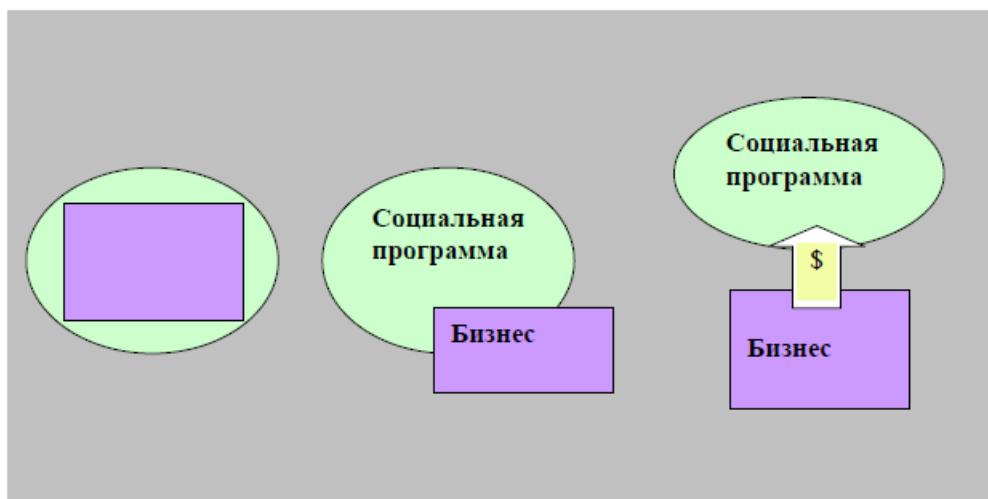 Социальная
программа
Бизнес
Социальная
программа
$
Бизнес